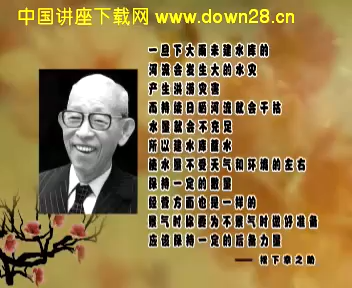 中国讲座下载网 www.down28.cn
一旦下大雨未建水库的
河流会发生大的水灾
产生洪涝灾害
而持续日晒河流就会干枯
水量就会不充足
所以建水库蓄水
使水量不受天气和环境的左右
保持一定的数量
经营方面也是一样的
景气时你要为不景气时做好准备
应该保持一定的后备力量
—— 松下幸之助